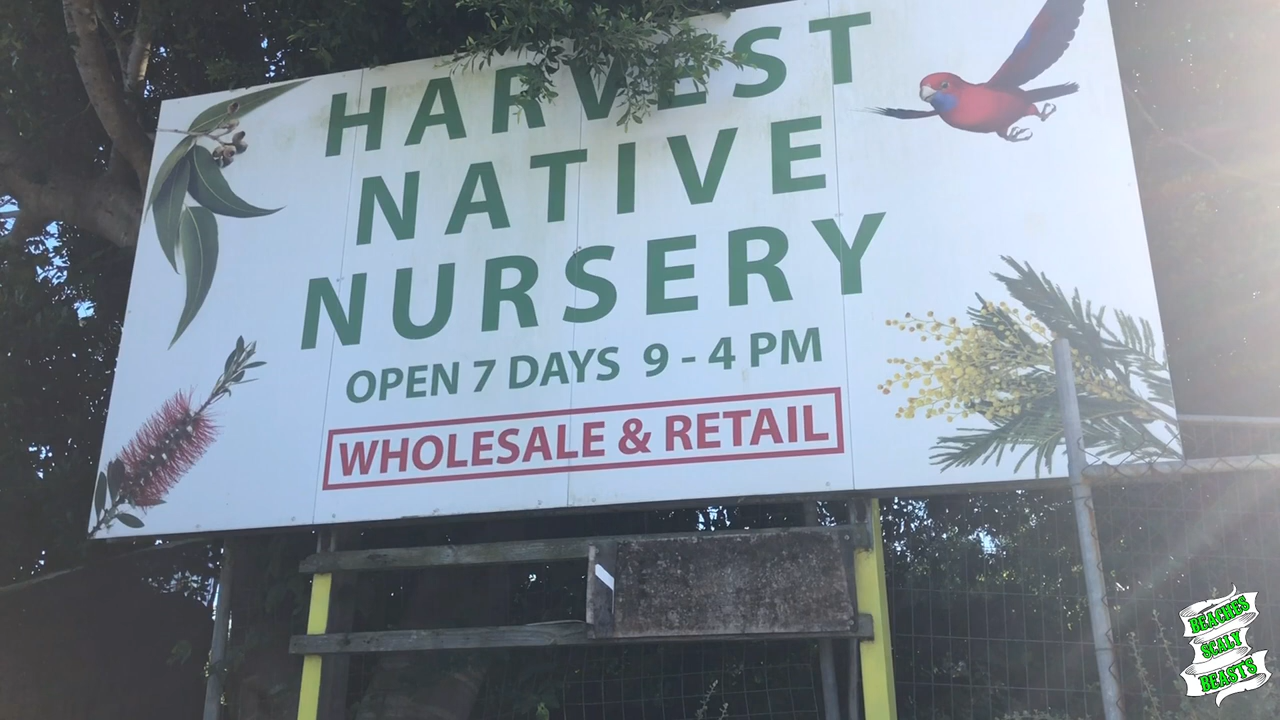 HARVEST
NATIVE
NURSERY
OPEN 7 DAYS 9-4 PM
WHOLESALE & RETAIL
BEACHES
SCALY
BEASTS